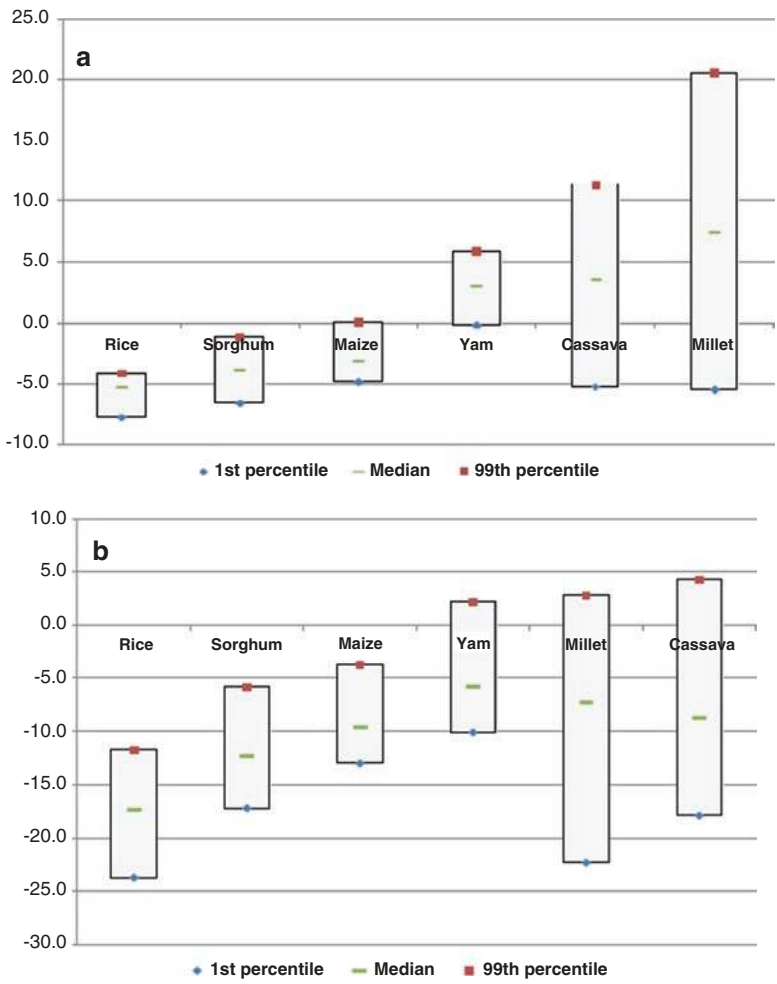 25.0
a
20.0
15.0
10.0
5.0
0.0
Rice Sorghum Maize Yam Cassava Millet
-5.0
-10.0
1st percentile Median 99th percentile
10.0
b
5.0
0.0
Rice Sorghum Maize Yam Millet Cassava
-5.0
-10.0
-15.0
-20.0
-25.0
-30.0
1st percentile Median 99th percentile